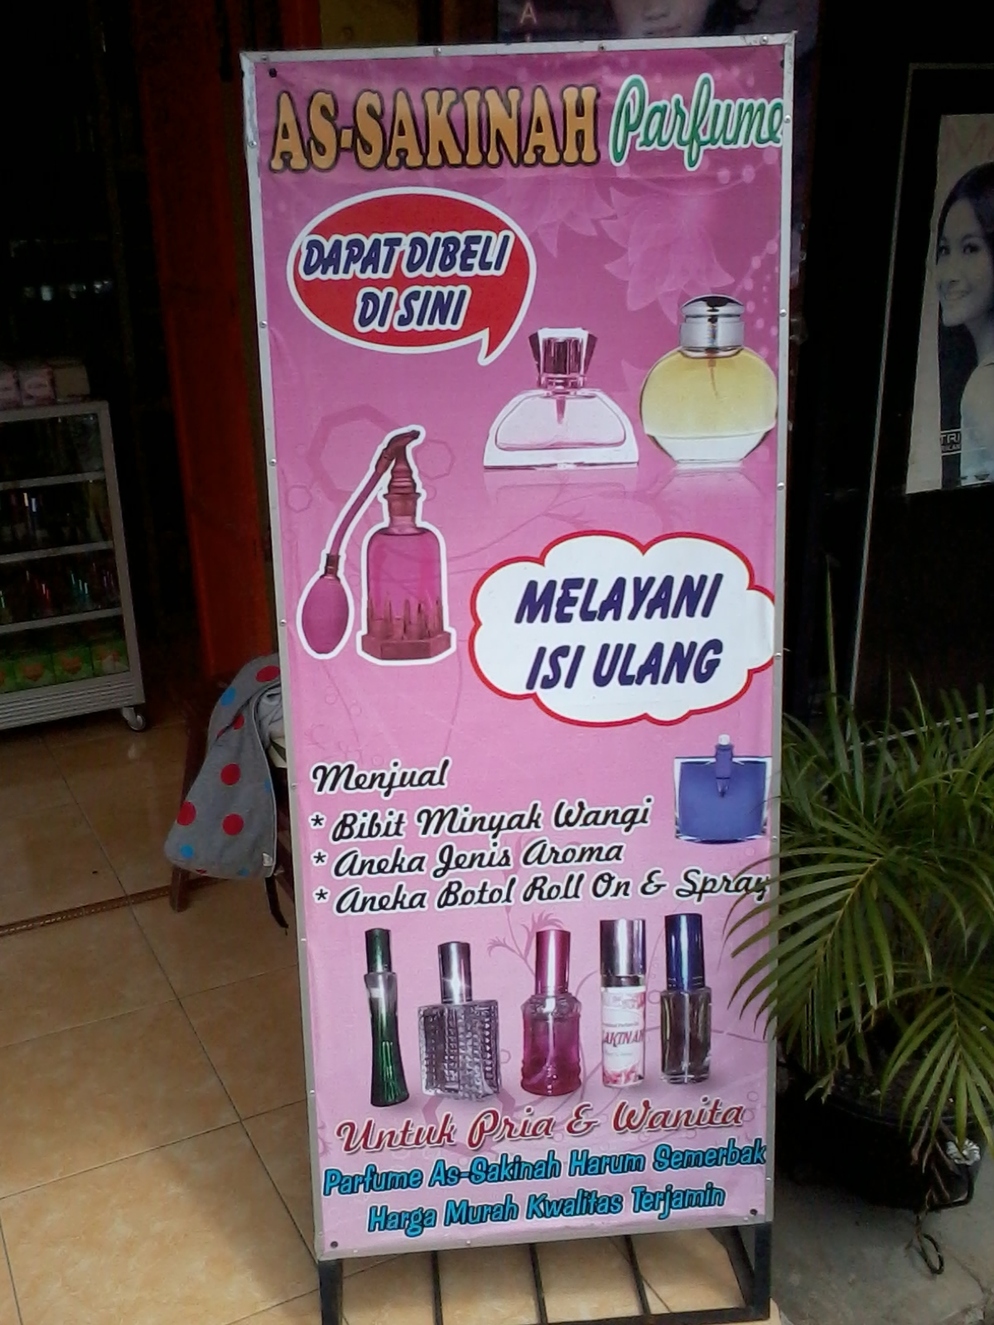 AS-SAKINAH Parfume
DAPAT DIBELI
DI SINI
MELAYANI
ISI ULANG
Menjual
* Bibit Minyak Wangi
* Aneka Jenis Aroma
* Aneka Botol Roll On & Spray
Untuk Pria & Wanita
Parfume As-Sakinah Harum Semerbak
Harga Murah Kwalitas Terjamin